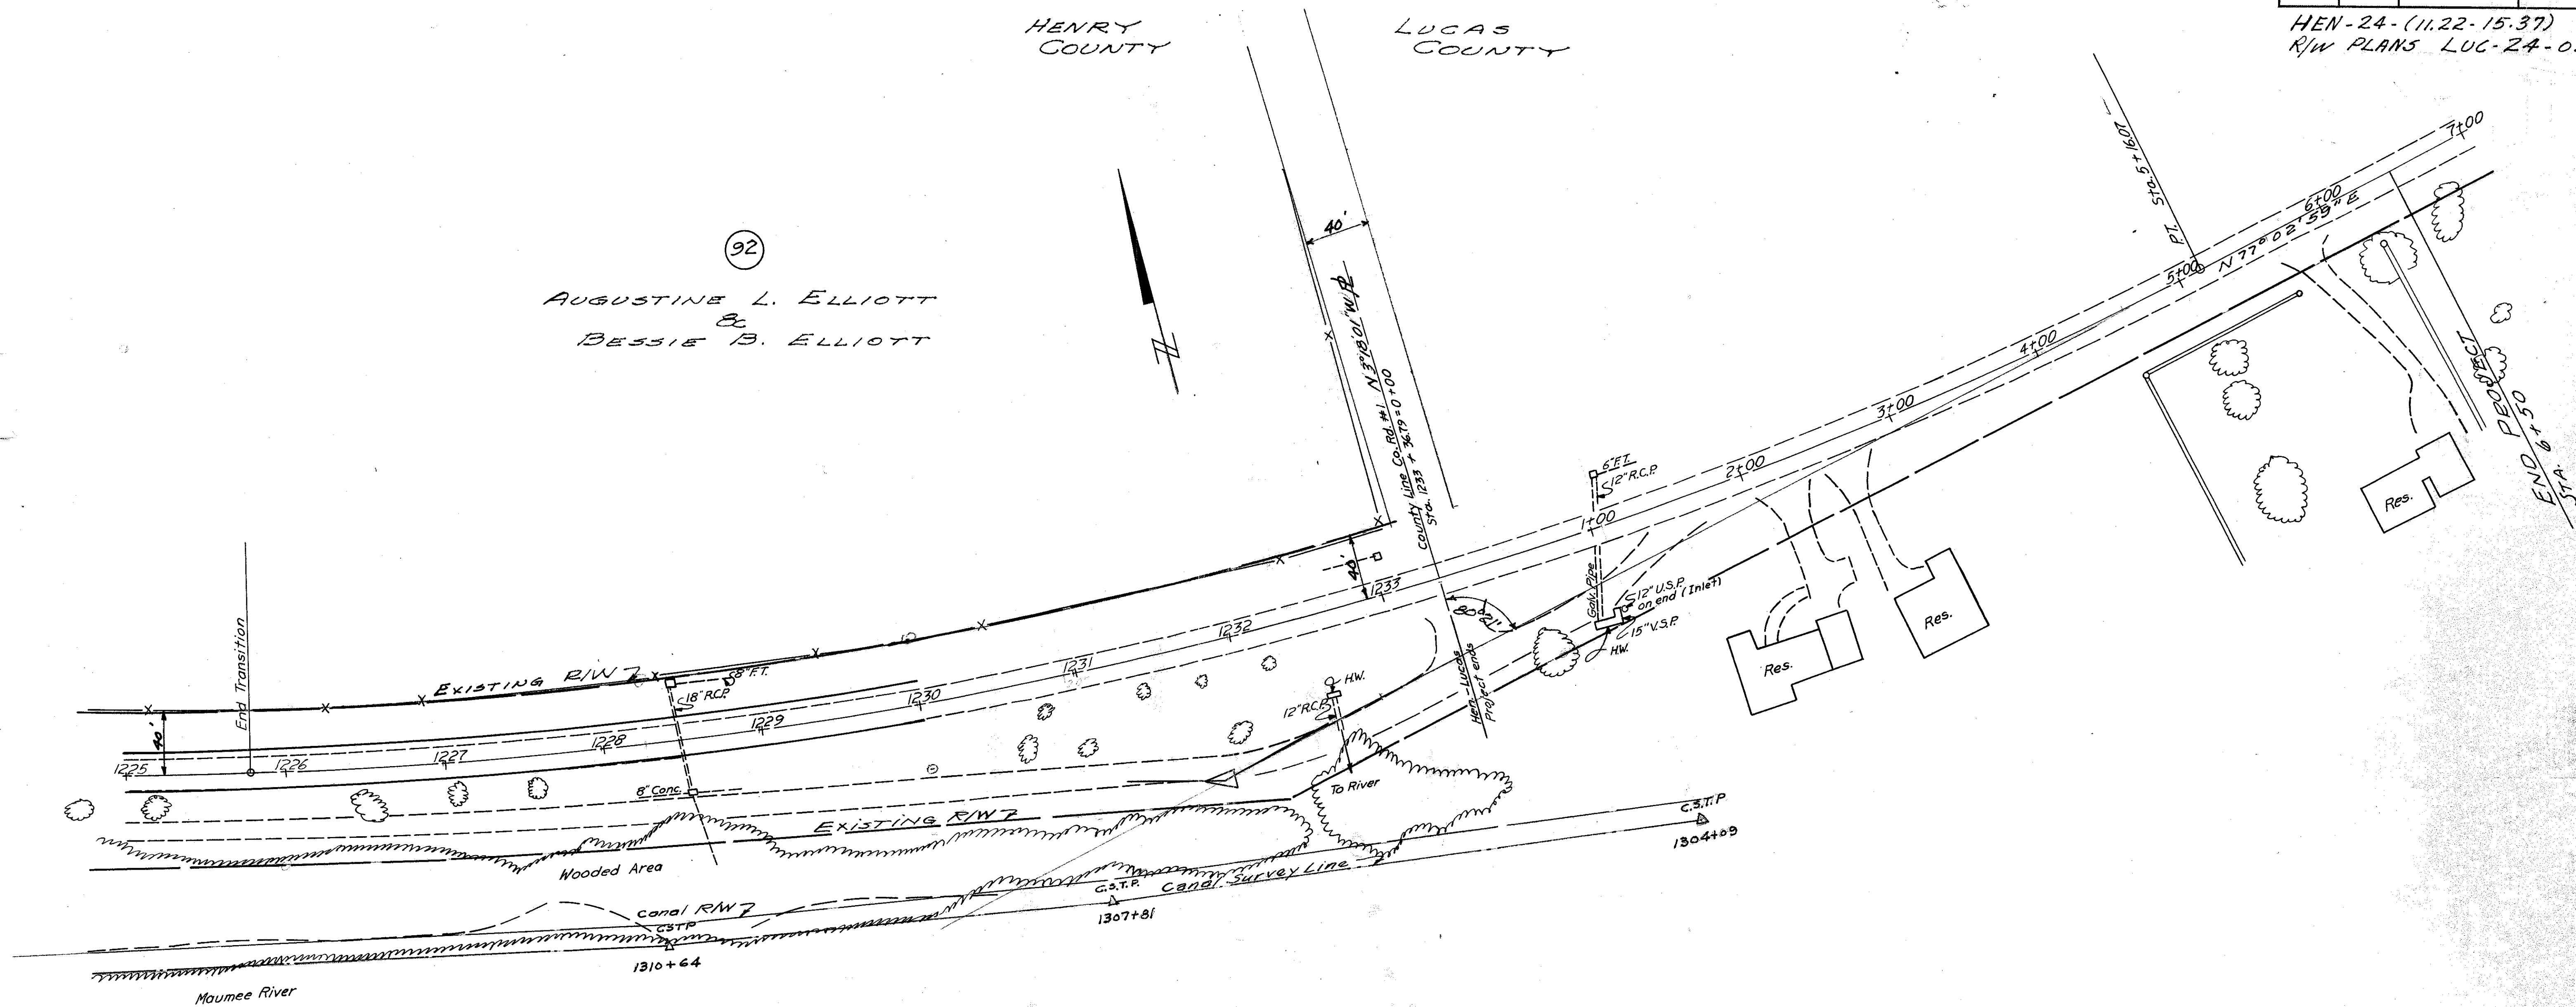 HENRY
COUNTY
LUCAS
COUNTY
HEN-24-(11.22-15.37)
R/W PLANS LUC-24-0.
92
AUGUSTINE L. ELLIOTT
&
BESSIE B. ELLIOTT
40'
N 3°18'01" W
County Line Co. Rd. #1
Sta. 1233 + 36.79 = 0+00
P.T. Sta. 5+16.07
N 77°02'59" E
7+00
6+00
5+00
4+00
3+00
2+00
1+00
6" F.T.
12" R.C.P.
Galv. Pipe
12" U.S.P.
on end (Inlet)
15" V.S.P.
H.W.
Res.
Res.
Res.
END PROJECT
STA. 6+50
40'
1233
1232
1231
1230
1229
1228
1227
1226
1225
End Transition
40'
EXISTING R/W
8" F.T.
18" R.C.P.
8" Conc.
H.W.
12" R.C.P.
To River
Hen-Lucas
Project ends
EXISTING R/W
Wooded Area
Canal R/W
C.S.T.P.
1310+64
C.S.T.P.
1307+81
Canal Survey Line
C.S.T.P
1304+09
Maumee River
Res.